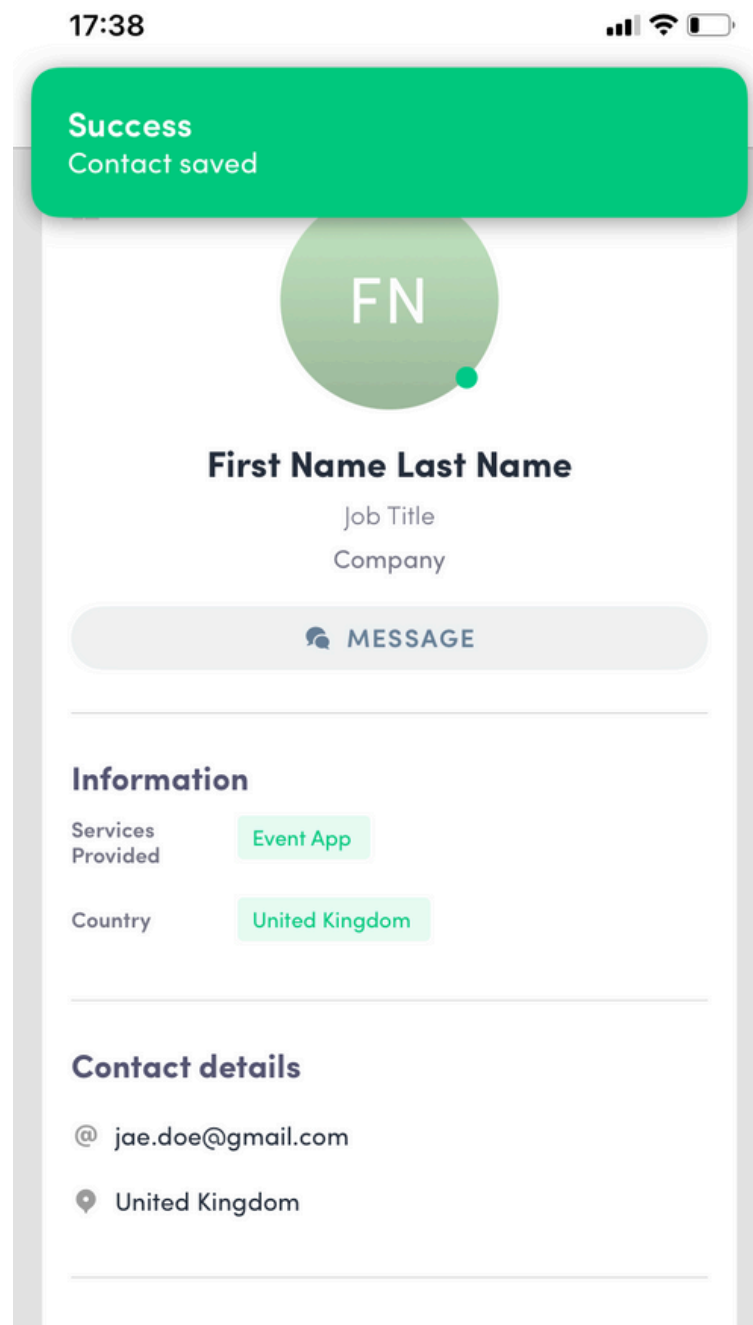 17:38
Success
Contact saved
FN
First Name Last Name
Job Title
Company
MESSAGE
Information
Services
Provided
Event App
Country
United Kingdom
Contact details
@ jae.doe@gmail.com
United Kingdom